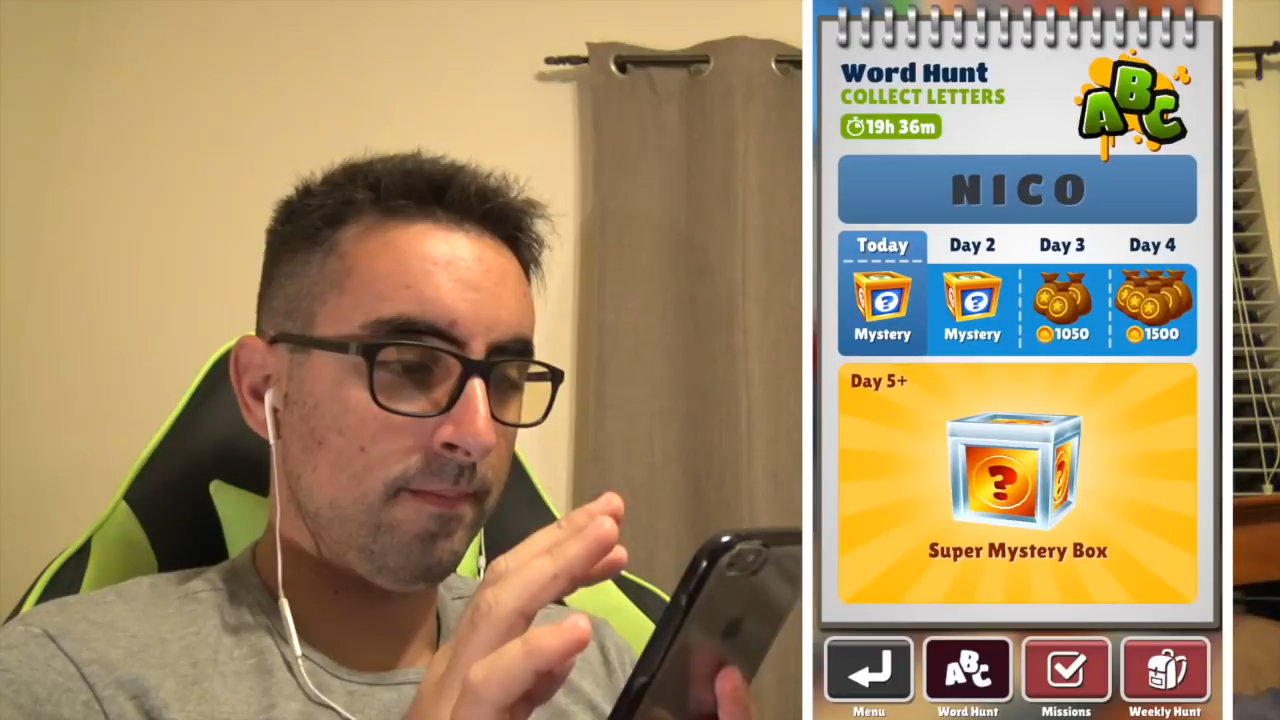 Word Hunt
COLLECT LETTERS
19h 36m
ABC
NICO
Today Day 2 Day 3 Day 4
Mystery Mystery 1050 1500
Day 5+
Super Mystery Box
ABC
Menu Word Hunt Missions Weekly Hunt